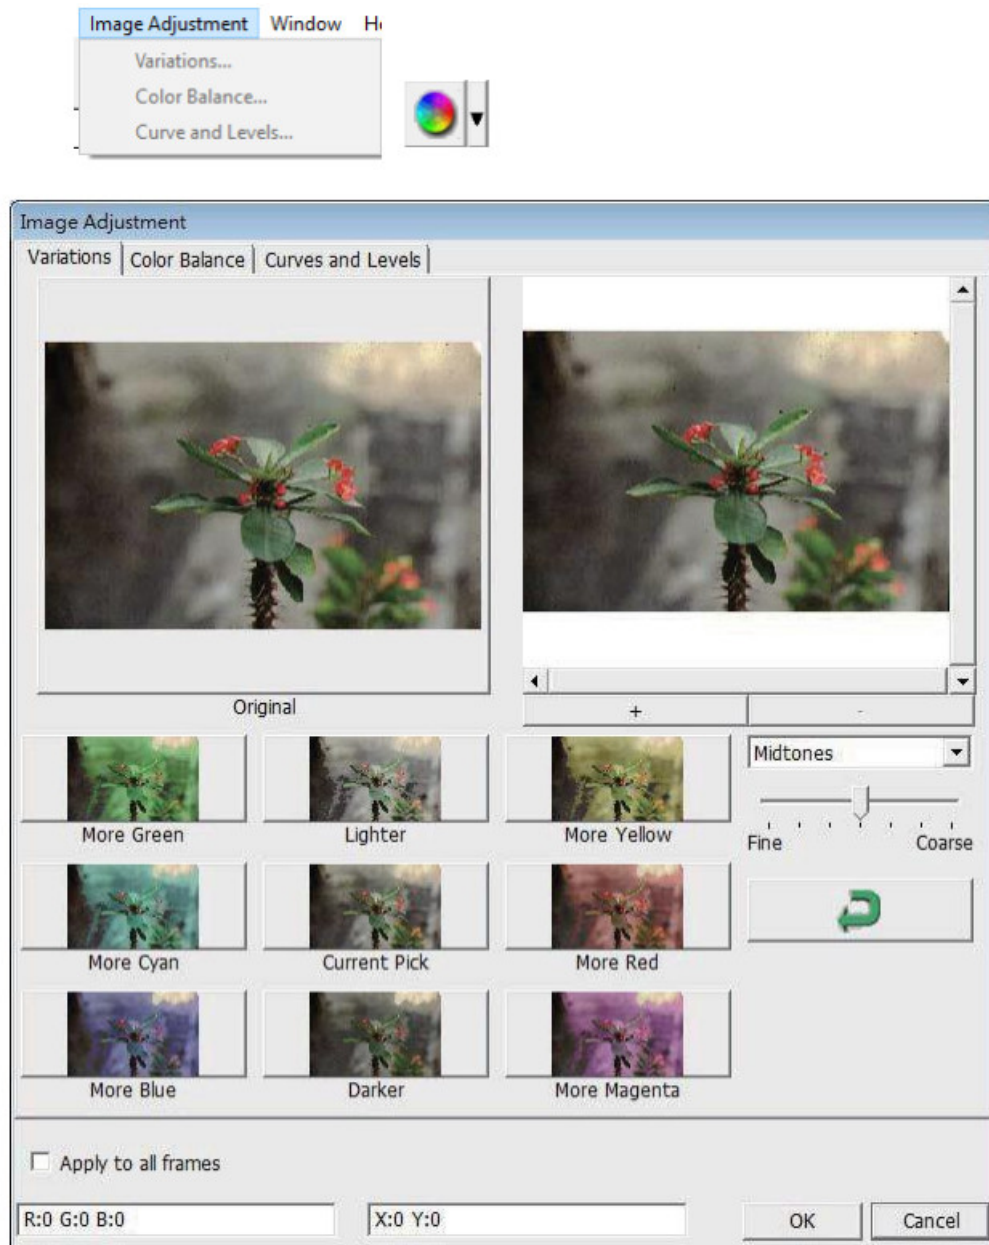 Image Adjustment Window
Variations...
Color Balance...
Curve and Levels...
Image Adjustment
Variations Color Balance Curves and Levels
Original
+ -
Midtones
More Green Lighter More Yellow
Fine Coarse
More Cyan Current Pick More Red
More Blue Darker More Magenta
Apply to all frames
R:0 G:0 B:0 X:0 Y:0 OK Cancel